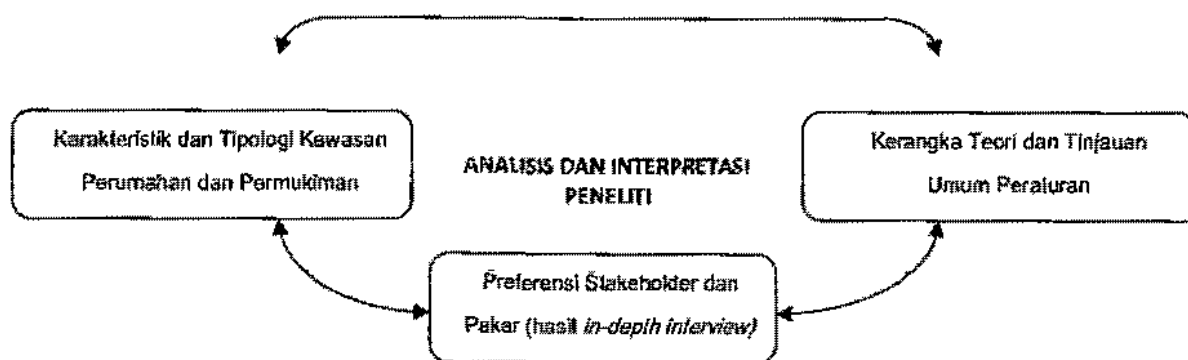 Karakteristik dan Tipologi Kawasan
Perumahan dan Permukiman
ANALISIS DAN INTERPRETASI
PENELITI
Kerangka Teori dan Tinjauan
Umum Peraturan
Preferensi Stakeholder dan
Pakar (hasil in-depth interview)